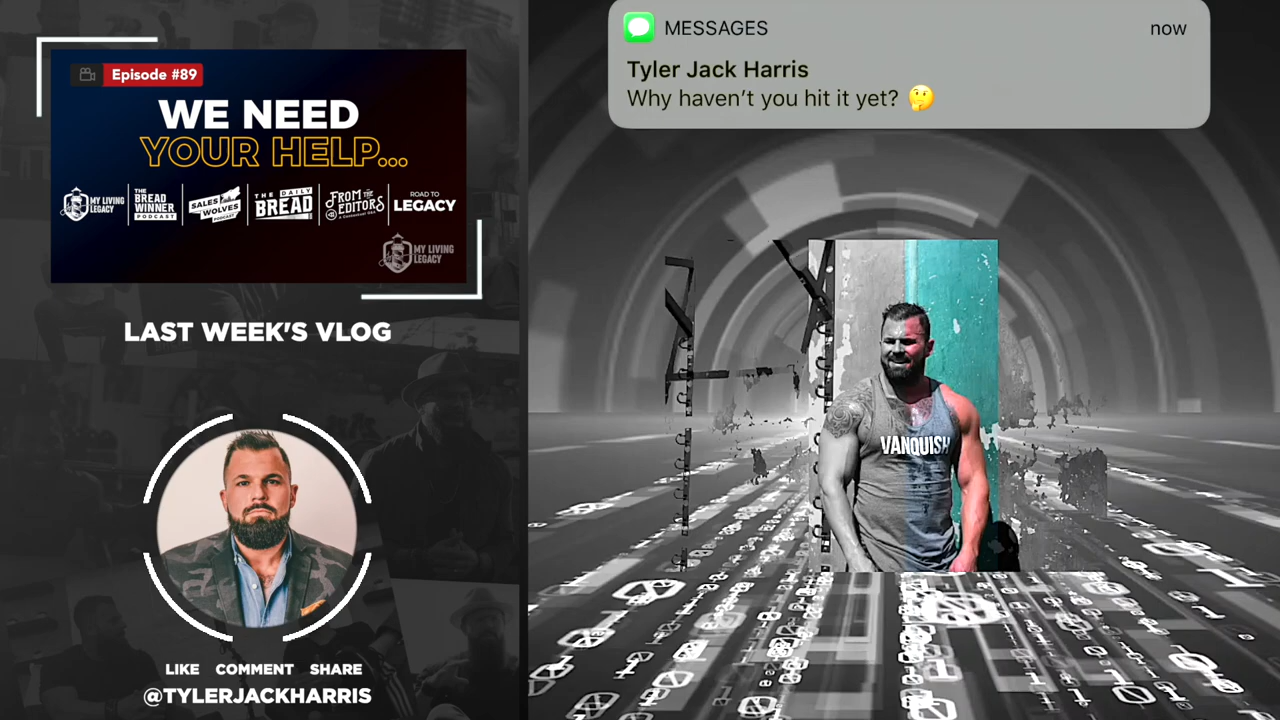 Episode #89
WE NEED
YOUR HELP...
MY LIVING
LEGACY
THE
BREAD
WINNER
PODCAST
SALES
WOLVES
PODCAST
THE DAILY
BREAD
FROM THE
EDITORS
ROAD TO
LEGACY
MY LIVING
LEGACY
LAST WEEK'S VLOG
LIKE COMMENT SHARE
@TYLERJACKHARRIS
MESSAGES now
Tyler Jack Harris
Why haven't you hit it yet? 🤔
VANQUISH